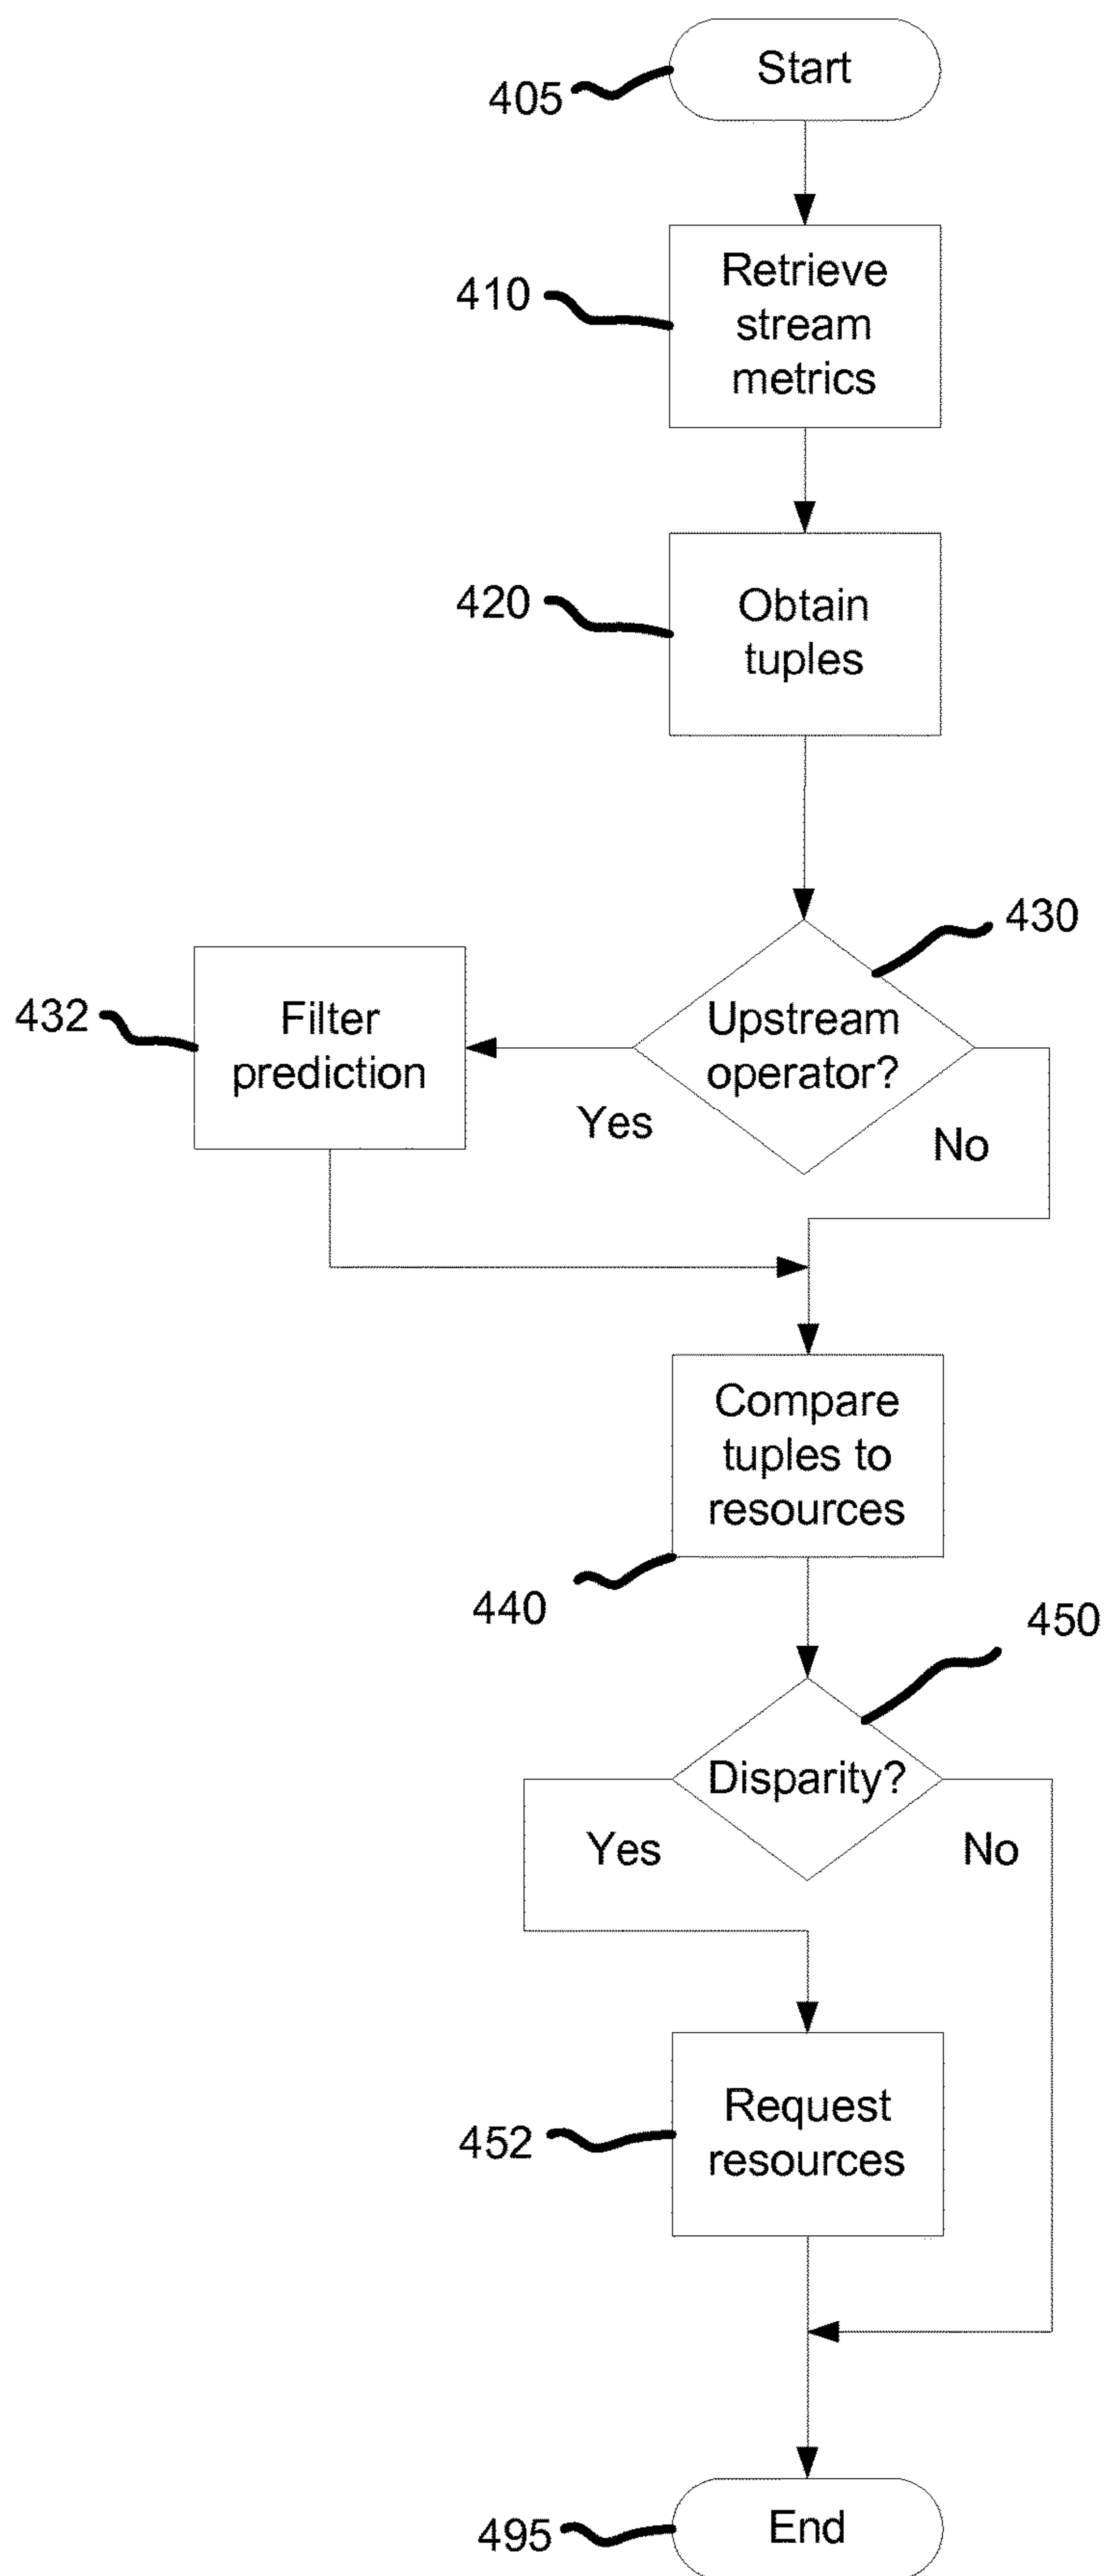 Start
405
Retrieve
stream
metrics
410
Obtain
tuples
420
430
Upstream
operator?
Filter
prediction
432
Yes
No
Compare
tuples to
resources
440
450
Disparity?
Yes
No
Request
resources
452
End
495